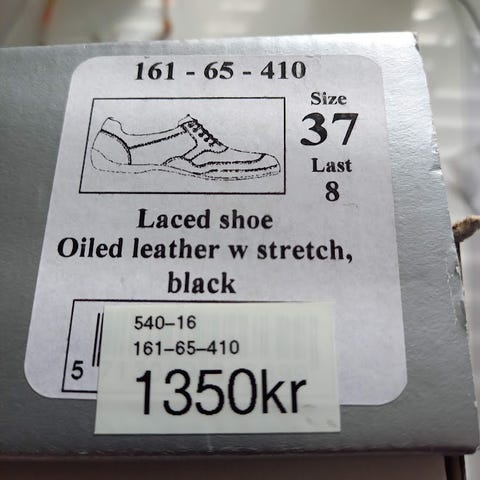 161 - 65 - 410
Size
37
Last
8
Laced shoe
Oiled leather w stretch,
black
5
540-16
161-65-410
1350kr